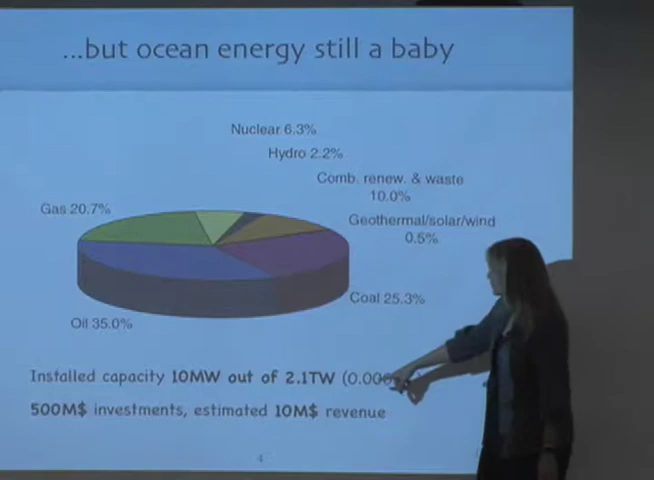 ...but ocean energy still a baby
Nuclear 6.3%
Hydro 2.2%
Comb. renew. & waste
10.0%
Gas 20.7%
Geothermal/solar/wind
0.5%
Coal 25.3%
Oil 35.0%
Installed capacity 10MW out of 2.1TW
500M$ investments, estimated 10M$ revenue
4